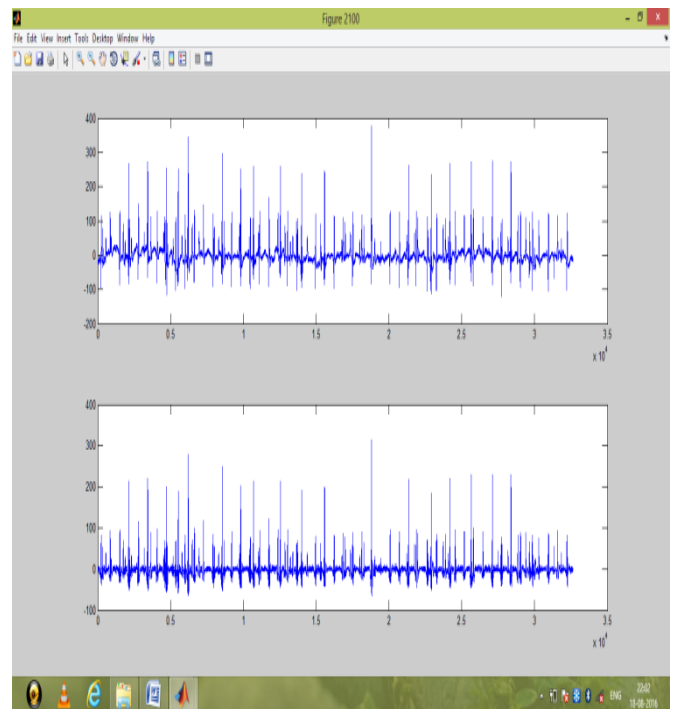 Figure 2100
File Edit View Insert Tools Desktop Window Help
400
300
200
100
0
-100
-200
0 0.5 1 1.5 2 2.5 3 3.5
x 10^4
400
300
200
100
0
-100
0 0.5 1 1.5 2 2.5 3 3.5
x 10^4
ENG 22:02
18-08-2016